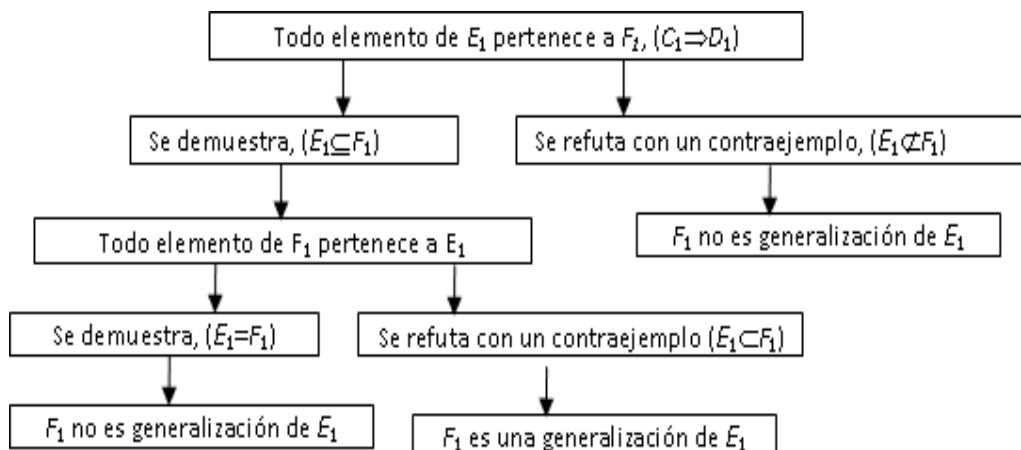 Todo elemento de E₁ pertenece a F₁, (C₁⇒D₁)
Se demuestra, (E₁⊆F₁)
Se refuta con un contraejemplo, (E₁⊄F₁)
Todo elemento de F₁ pertenece a E₁
F₁ no es generalización de E₁
Se demuestra, (E₁=F₁)
Se refuta con un contraejemplo (E₁⊂F₁)
F₁ no es generalización de E₁
F₁ es una generalización de E₁